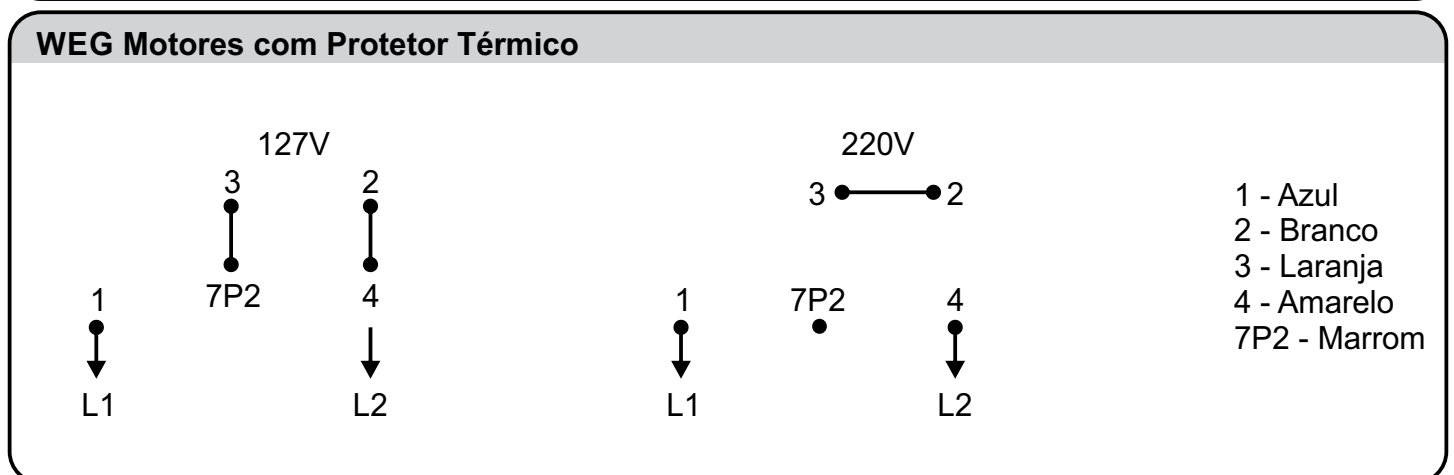 WEG Motores com Protetor Térmico
127V
3 2
7P2 4
1
L1 L2
220V
3 2
1 7P2 4
L1 L2
1 - Azul
2 - Branco
3 - Laranja
4 - Amarelo
7P2 - Marrom